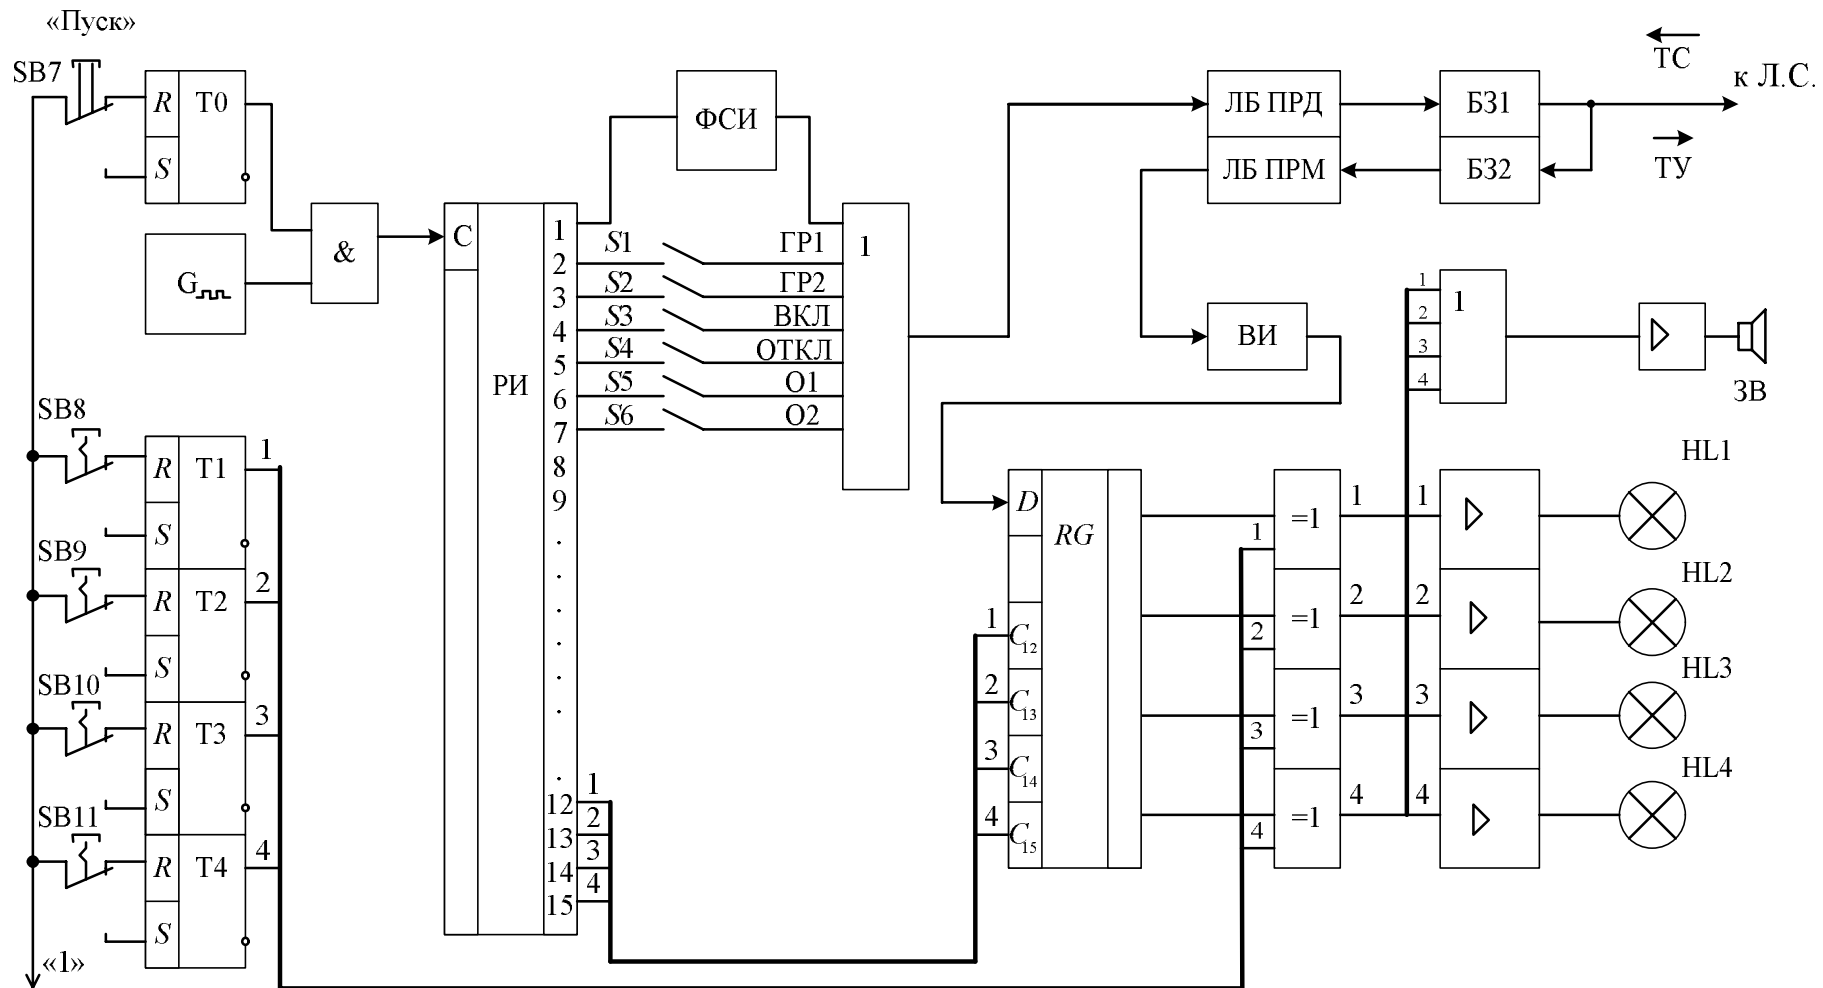 «Пуск»
SB7
R T0
S
G
&
C
РИ
1
2
3
4
5
6
7
8
9
12
13
14
15
1
2
3
4
ФСИ
S1 ГР1
S2 ГР2
S3 ВКЛ
S4 ОТКЛ
S5 О1
S6 О2
1
ЛБ ПРД
ЛБ ПРМ
БЗ1
БЗ2
ТС
к Л.С.
ТУ
ВИ
1
2
3
4
1
ЗВ
SB8
R T1
S
1
SB9
R T2
S
2
SB10
R T3
S
3
SB11
R T4
S
4
«1»
D
RG
1 C12
2 C13
3 C14
4 C15
1 =1 1 1
2 =1 2 2
3 =1 3 3
4 =1 4 4
HL1
HL2
HL3
HL4